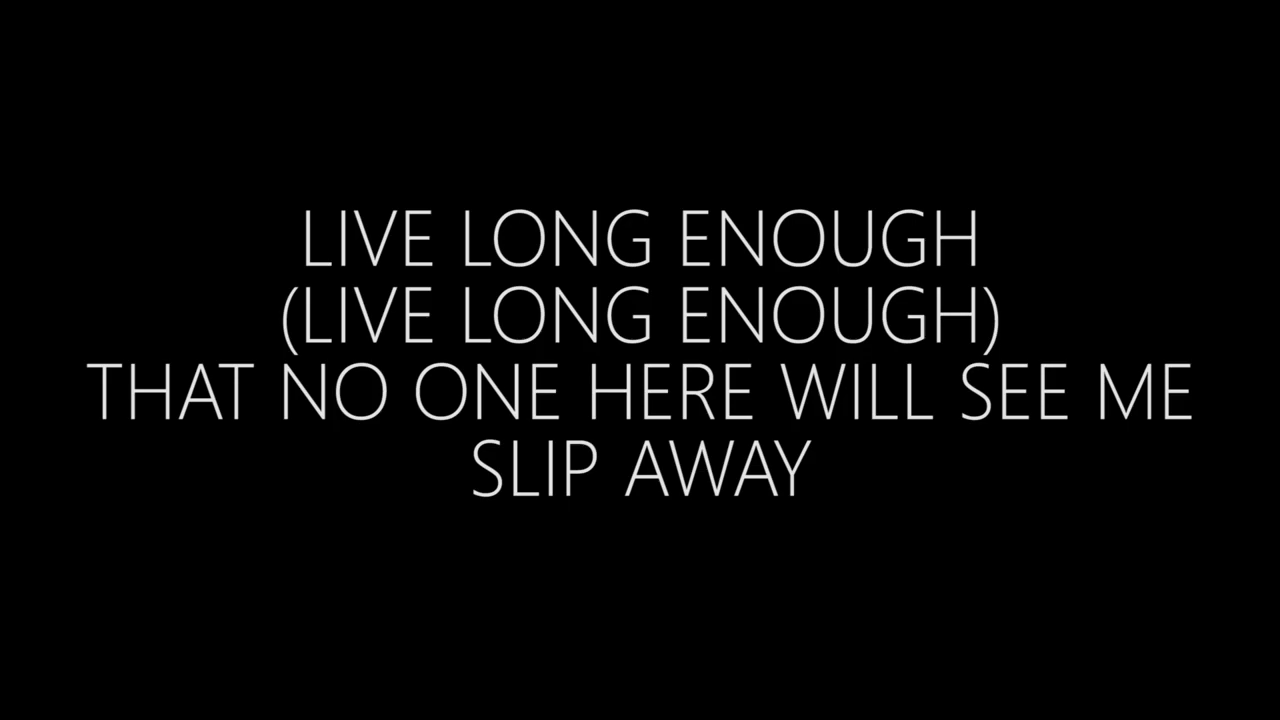 LIVE LONG ENOUGH
(LIVE LONG ENOUGH)
THAT NO ONE HERE WILL SEE ME
SLIP AWAY